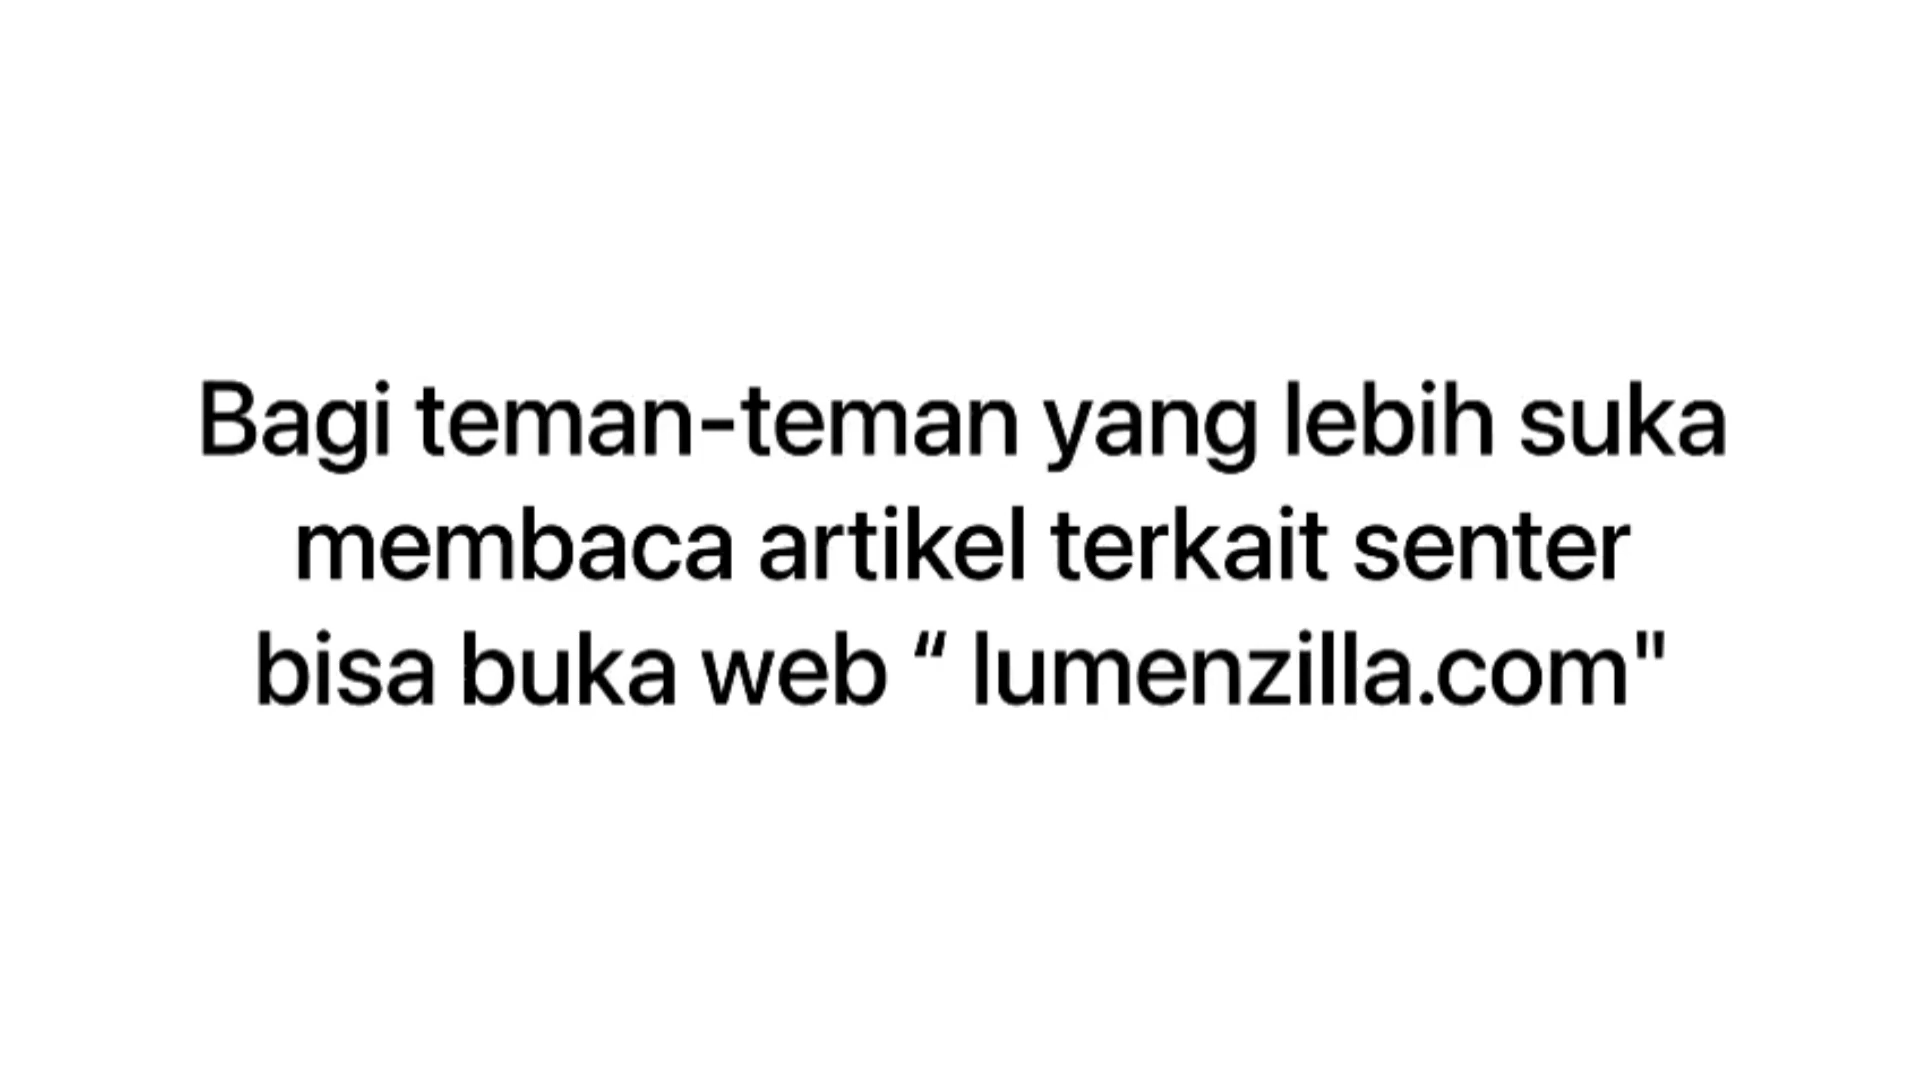 Bagi teman-teman yang lebih suka
membaca artikel terkait senter
bisa buka web “ lumenzilla.com"